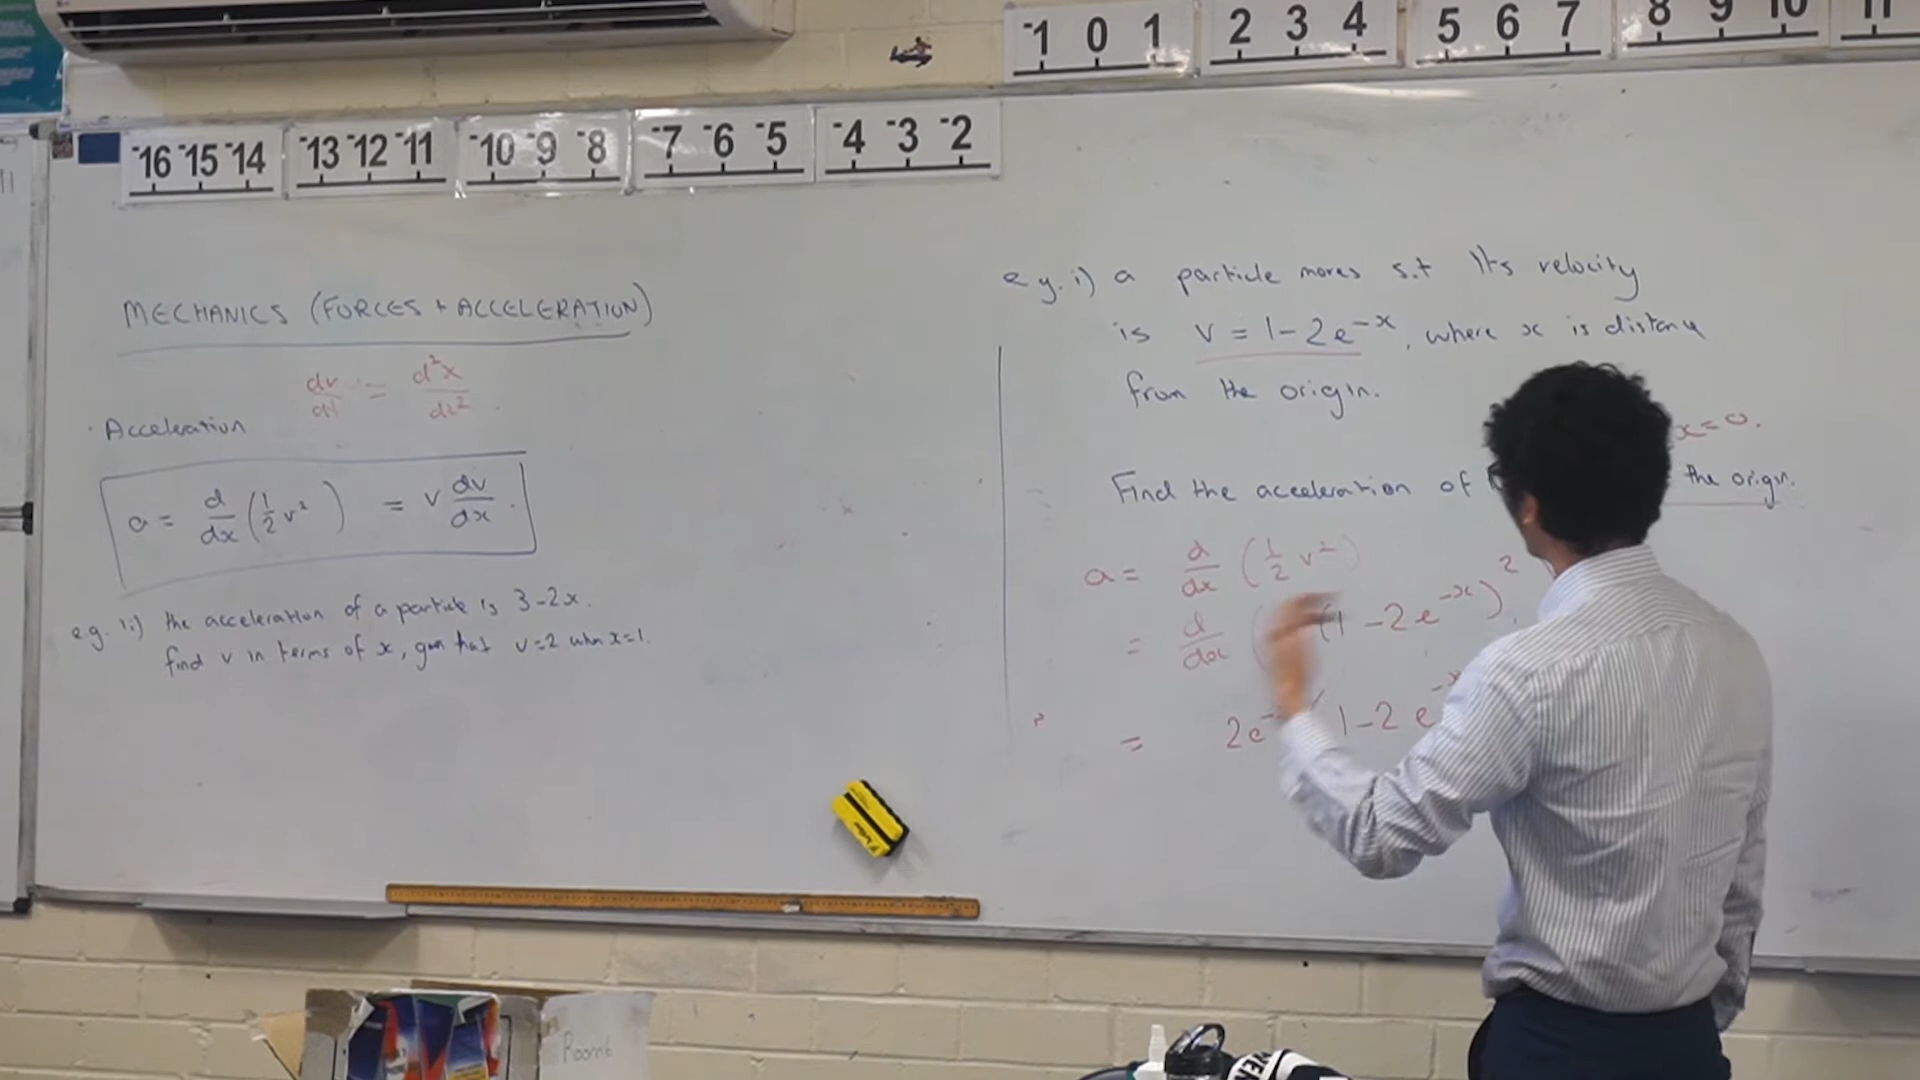 -1 0 1 2 3 4 5 6 7 8 9 10 11
-16 -15 -14 -13 -12 -11 -10 -9 -8 -7 -6 -5 -4 -3 -2
MECHANICS (FORCES + ACCELERATION)
dv/dt = d²x/dt²
· Acceleration
a = d/dx (1/2 v²) = v dv/dx .
e.g. ii) the acceleration of a particle is 3-2x.
find v in terms of x, given that v=2 when x=1.
e.g. i) a particle moves s.t its velocity
is v = 1-2e^-x, where x is distance
from the origin.
x=0.
Find the acceleration of the origin.
a = d/dx (1/2 v²)
= d/dx ( (1-2e^-x)²
= 2e^- (1-2e^-x
Room 6